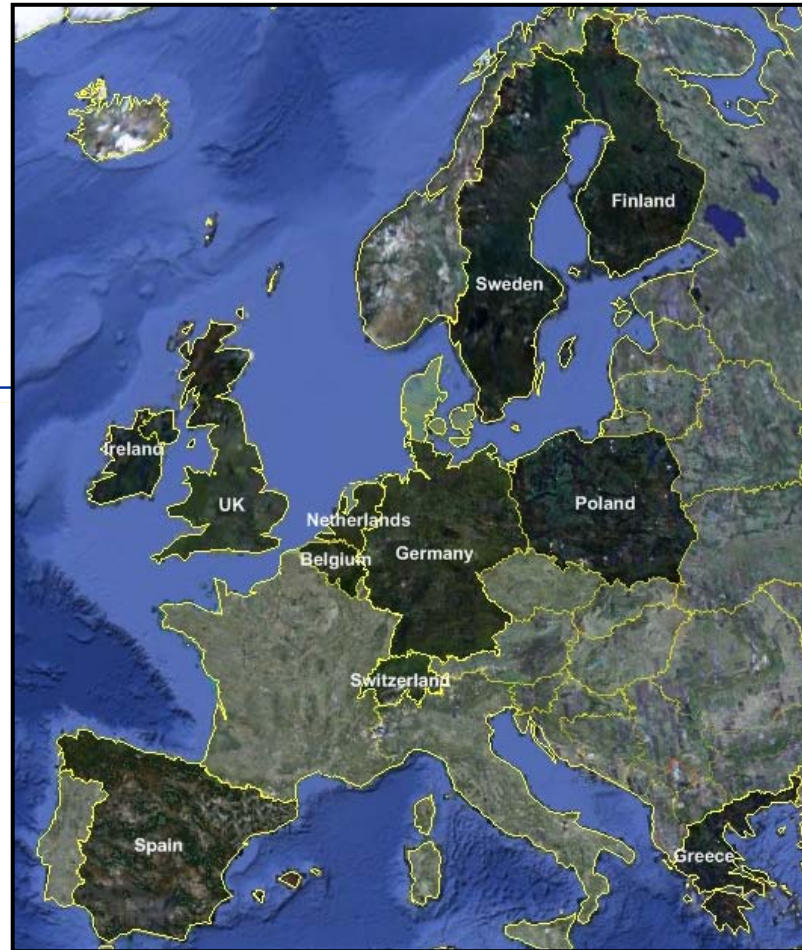 Finland
Sweden
Ireland
UK
Poland
Netherlands
Germany
Belgium
Switzerland
Spain
Greece